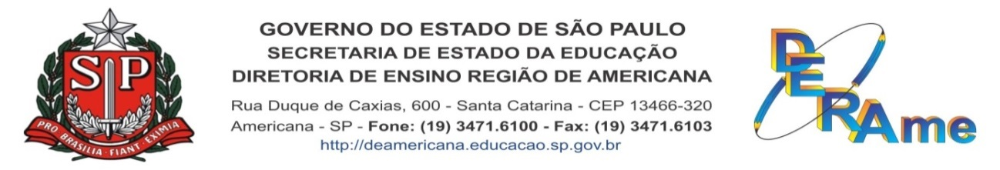 SP
PRO BRASILIA FIANT EXIMIA
GOVERNO DO ESTADO DE SÃO PAULO
SECRETARIA DE ESTADO DA EDUCAÇÃO
DIRETORIA DE ENSINO REGIÃO DE AMERICANA
Rua Duque de Caxias, 600 - Santa Catarina - CEP 13466-320
Americana - SP - Fone: (19) 3471.6100 - Fax: (19) 3471.6103
http://deamericana.educacao.sp.gov.br
DERAme